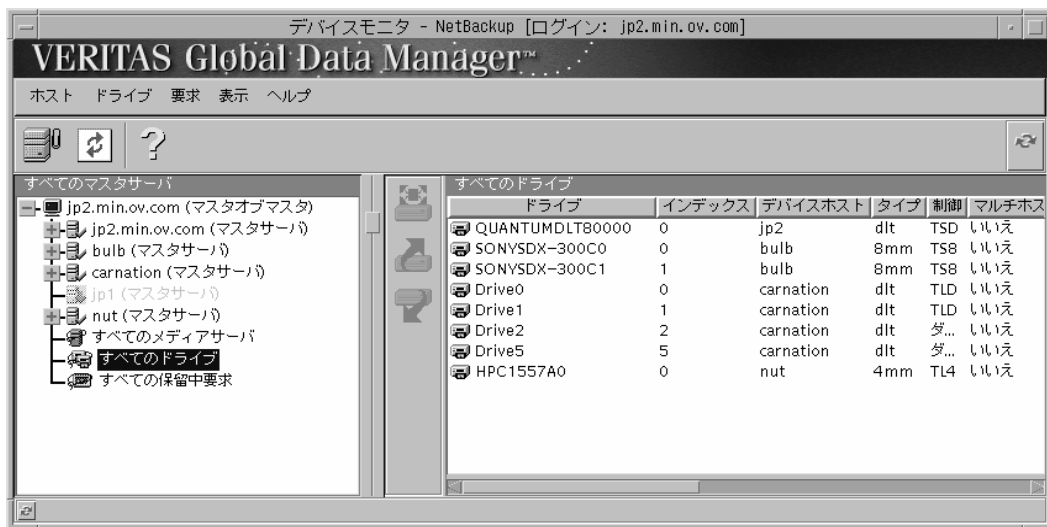 デバイスモニタ - NetBackup [ログイン: jp2.min.ov.com]
VERITAS Global Data Manager™
ホスト ドライブ 要求 表示 ヘルプ
すべてのマスタサーバ
jp2.min.ov.com (マスタオブマスタ)
jp2.min.ov.com (マスタサーバ)
bulb (マスタサーバ)
carnation (マスタサーバ)
jp1 (マスタサーバ)
nut (マスタサーバ)
すべてのメディアサーバ
すべてのドライブ
すべての保留中要求
すべてのドライブ
ドライブ インデックス デバイスホスト タイプ 制御 マルチホス
QUANTUMDLT80000 0 jp2 dlt TSD いいえ
SONYSDX-300C0 0 bulb 8mm TS8 いいえ
SONYSDX-300C1 1 bulb 8mm TS8 いいえ
Drive0 0 carnation dlt TLD いいえ
Drive1 1 carnation dlt TLD いいえ
Drive2 2 carnation dlt ダ... いいえ
Drive5 5 carnation dlt ダ... いいえ
HPC1557A0 0 nut 4mm TL4 いいえ